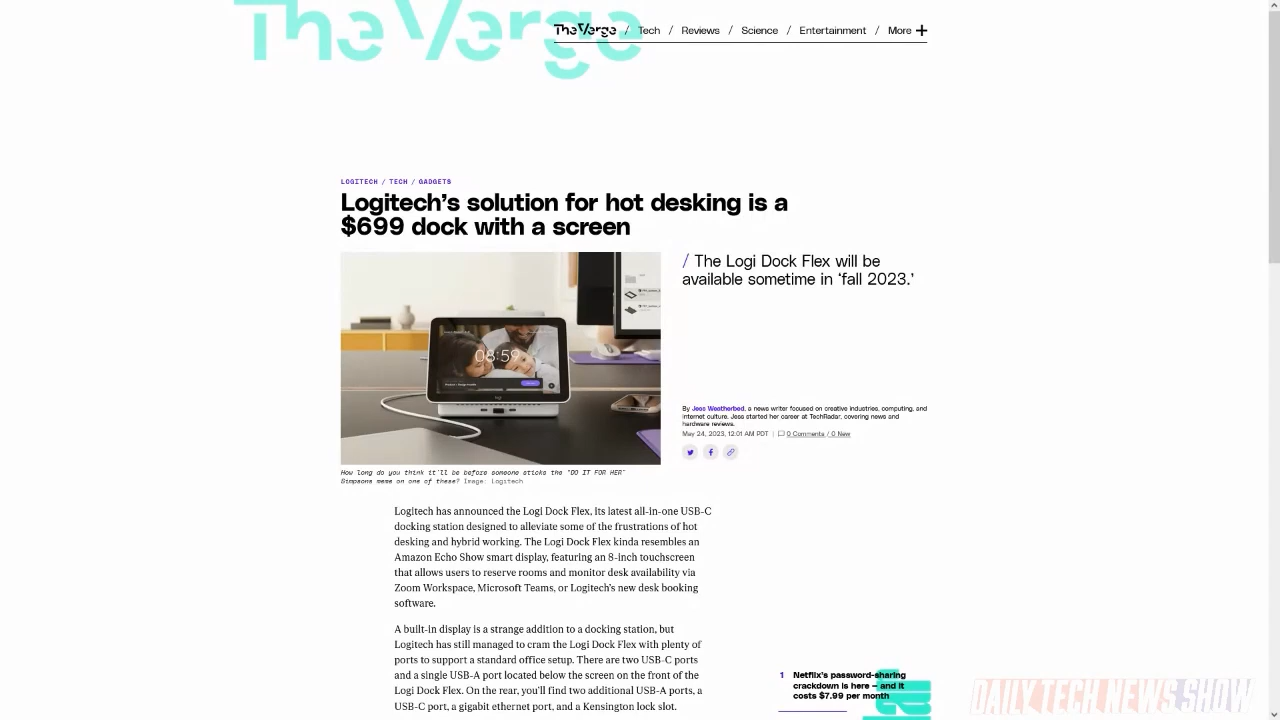 The Verge
TheVerge / Tech / Reviews / Science / Entertainment / More +
LOGITECH / TECH / GADGETS
Logitech's solution for hot desking is a
$699 dock with a screen
/ The Logi Dock Flex will be
available sometime in 'fall 2023.'
08:59
logi
By Jess Weatherbed, a news writer focused on creative industries, computing, and
internet culture. Jess started her career at TechRadar, covering news and
hardware reviews.
May 24, 2023, 12:01 AM PDT | 0 Comments / 0 New
How long do you think it'll be before someone sticks the "DO IT FOR HER"
Simpsons meme on one of these? Image: Logitech
Logitech has announced the Logi Dock Flex, its latest all-in-one USB-C
docking station designed to alleviate some of the frustrations of hot
desking and hybrid working. The Logi Dock Flex kinda resembles an
Amazon Echo Show smart display, featuring an 8-inch touchscreen
that allows users to reserve rooms and monitor desk availability via
Zoom Workspace, Microsoft Teams, or Logitech's new desk booking
software.
A built-in display is a strange addition to a docking station, but
Logitech has still managed to cram the Logi Dock Flex with plenty of
ports to support a standard office setup. There are two USB-C ports
and a single USB-A port located below the screen on the front of the
Logi Dock Flex. On the rear, you'll find two additional USB-A ports, a
USB-C port, a gigabit ethernet port, and a Kensington lock slot.
1 Netflix's password-sharing
crackdown is here — and it
costs $7.99 per month
DAILY TECH NEWS SHOW